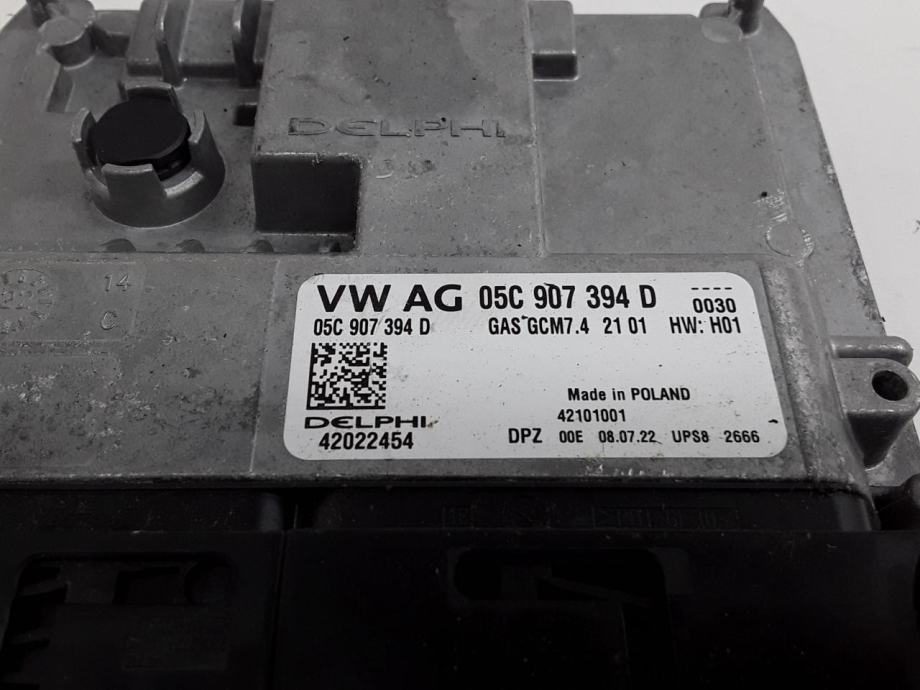 DELPHI
14
C
VW AG 05C 907 394 D ----
0030
05C 907 394 D GAS GCM7.4 21 01 HW: H01
Made in POLAND
DELPHI 42101001
42022454 DPZ 00E 08.07.22 UPS8 2666